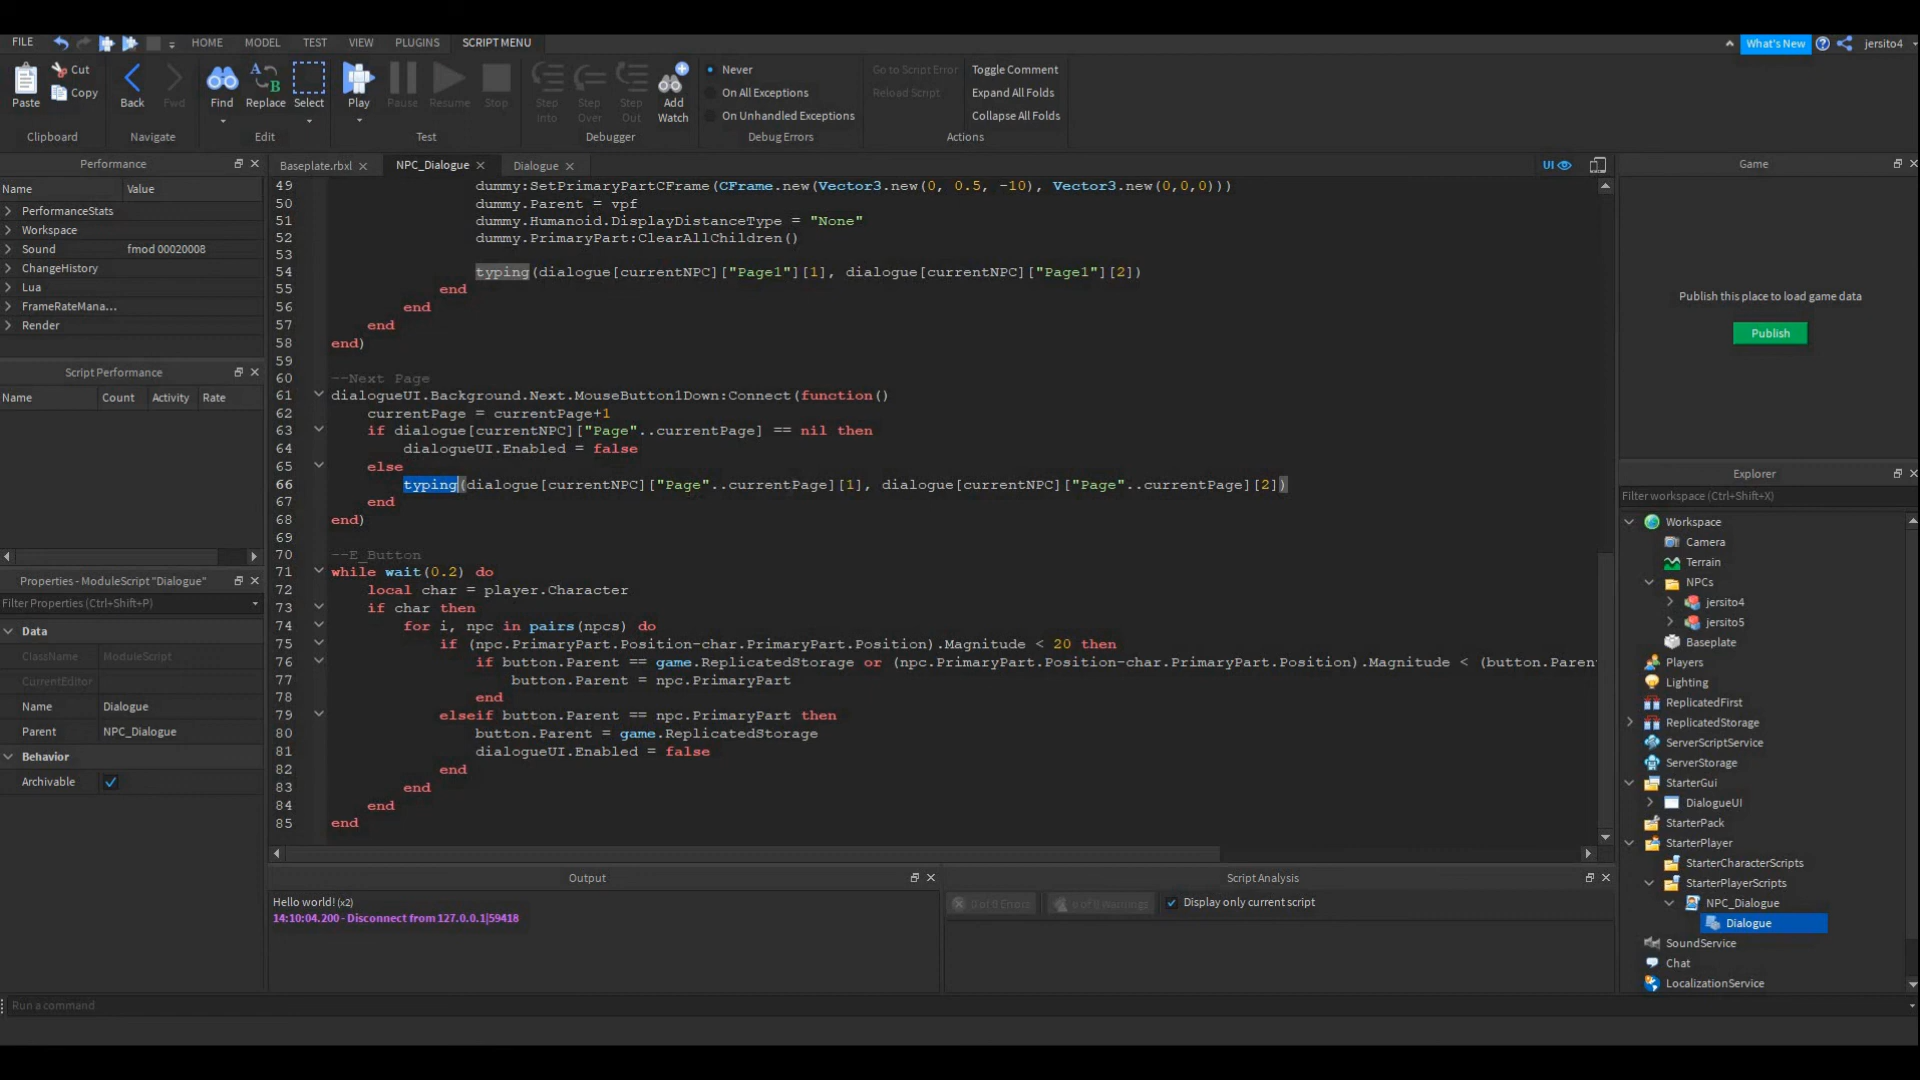 FILE
HOME
MODEL
TEST
VIEW
PLUGINS
SCRIPT MENU
What's New
jersito4
Paste
Cut
Copy
Clipboard
Back
Fwd
Navigate
Find
Replace
Select
Edit
Play
Pause
Resume
Stop
Test
Step Into
Step Over
Step Out
Add Watch
Debugger
Never
On All Exceptions
On Unhandled Exceptions
Debug Errors
Go to Script Error
Reload Script
Toggle Comment
Expand All Folds
Collapse All Folds
Actions
Performance
Name Value
PerformanceStats
Workspace
Sound fmod 00020008
ChangeHistory
Lua
FrameRateMana...
Render
Script Performance
Name Count Activity Rate
Properties - ModuleScript "Dialogue"
Filter Properties (Ctrl+Shift+P)
Data
ClassName ModuleScript
CurrentEditor
Name Dialogue
Parent NPC_Dialogue
Behavior
Archivable
Baseplate.rbxl
NPC_Dialogue
Dialogue
UI
49 dummy:SetPrimaryPartCFrame(CFrame.new(Vector3.new(0, 0.5, -10), Vector3.new(0,0,0)))
50 dummy.Parent = vpf
51 dummy.Humanoid.DisplayDistanceType = "None"
52 dummy.PrimaryPart:ClearAllChildren()
53
54 typing(dialogue[currentNPC]["Page1"][1], dialogue[currentNPC]["Page1"][2])
55 end
56 end
57 end
58 end)
59
60 --Next Page
61 dialogueUI.Background.Next.MouseButton1Down:Connect(function()
62 currentPage = currentPage+1
63 if dialogue[currentNPC]["Page"..currentPage] == nil then
64 dialogueUI.Enabled = false
65 else
66 typing(dialogue[currentNPC]["Page"..currentPage][1], dialogue[currentNPC]["Page"..currentPage][2])
67 end
68 end)
69
70 --E_Button
71 while wait(0.2) do
72 local char = player.Character
73 if char then
74 for i, npc in pairs(npcs) do
75 if (npc.PrimaryPart.Position-char.PrimaryPart.Position).Magnitude < 20 then
76 if button.Parent == game.ReplicatedStorage or (npc.PrimaryPart.Position-char.PrimaryPart.Position).Magnitude < (button.Paren
77 button.Parent = npc.PrimaryPart
78 end
79 elseif button.Parent == npc.PrimaryPart then
80 button.Parent = game.ReplicatedStorage
81 dialogueUI.Enabled = false
82 end
83 end
84 end
85 end
Output
Hello world! (x2)
14:10:04.200 - Disconnect from 127.0.0.1|59418
Script Analysis
0 of 0 Errors
0 of 0 Warnings
Display only current script
Game
Publish this place to load game data
Publish
Explorer
Filter workspace (Ctrl+Shift+X)
Workspace
Camera
Terrain
NPCs
jersito4
jersito5
Baseplate
Players
Lighting
ReplicatedFirst
ReplicatedStorage
ServerScriptService
ServerStorage
StarterGui
DialogueUI
StarterPack
StarterPlayer
StarterCharacterScripts
StarterPlayerScripts
NPC_Dialogue
Dialogue
SoundService
Chat
LocalizationService
Run a command